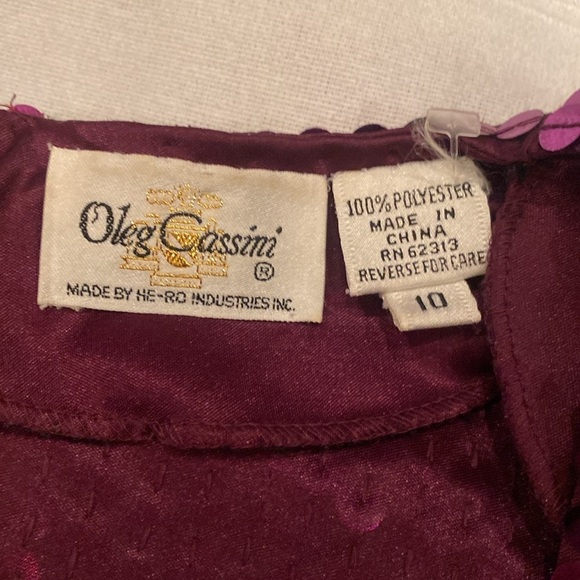 Oleg Cassini
®
MADE BY HE-RO INDUSTRIES INC.
100% POLYESTER
MADE IN
CHINA
RN 62313
REVERSE FOR CARE
10